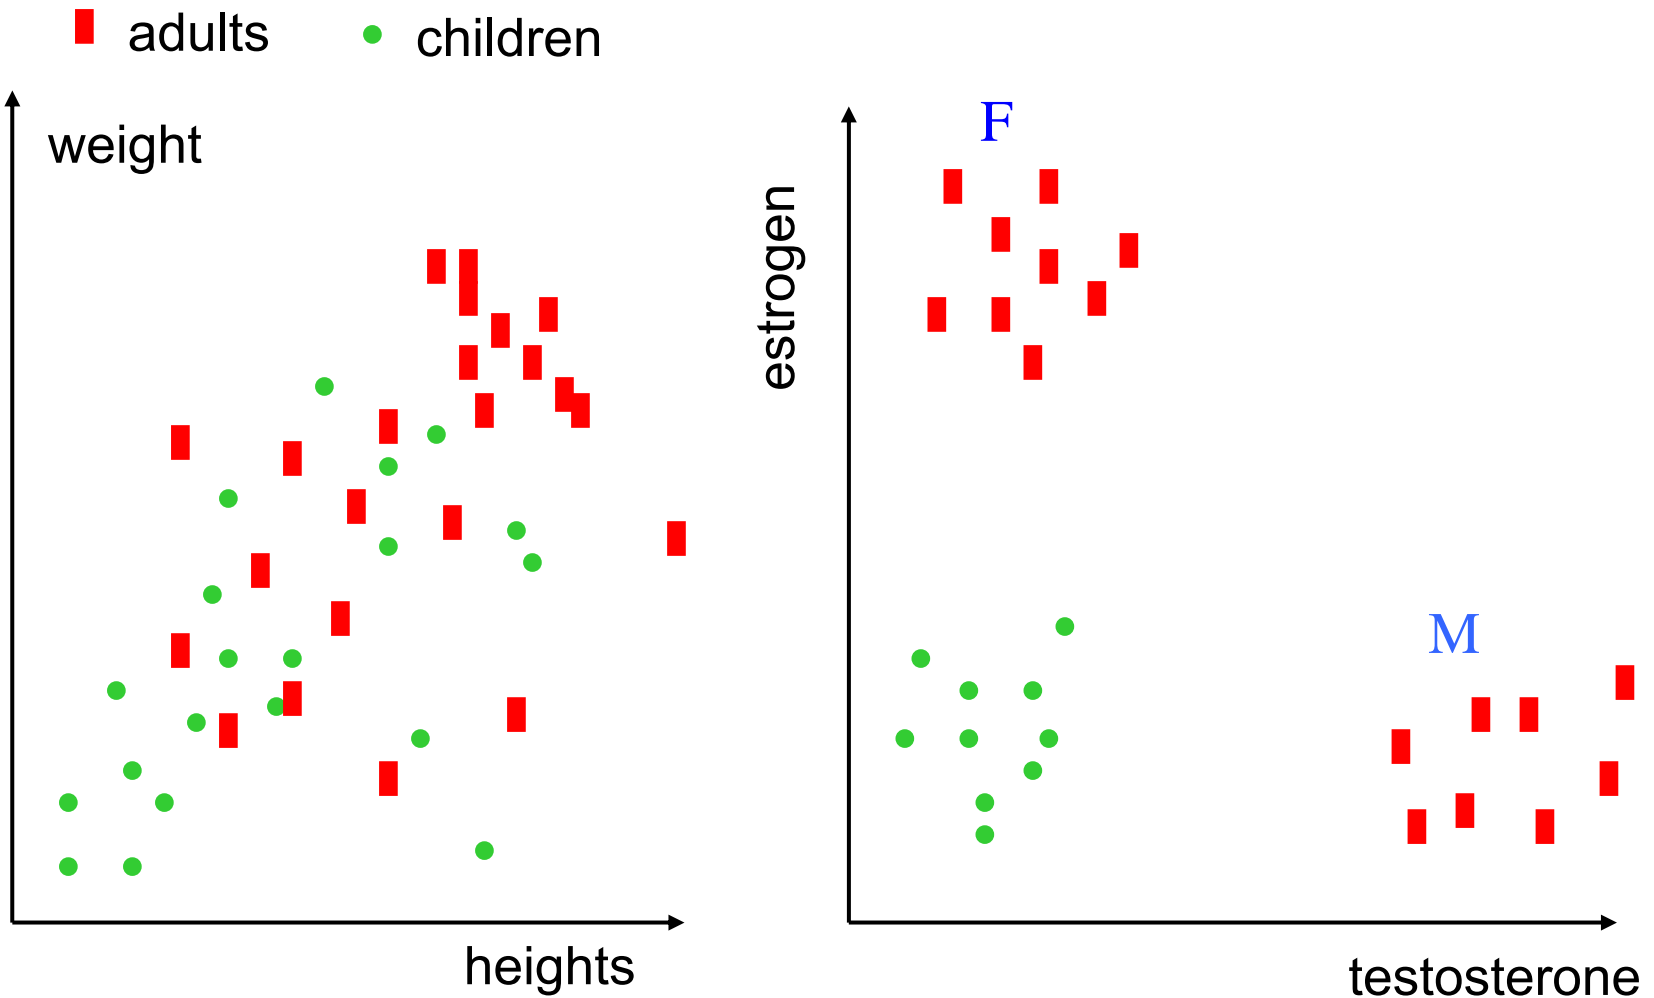 adults
children
weight
heights
F
estrogen
M
testosterone